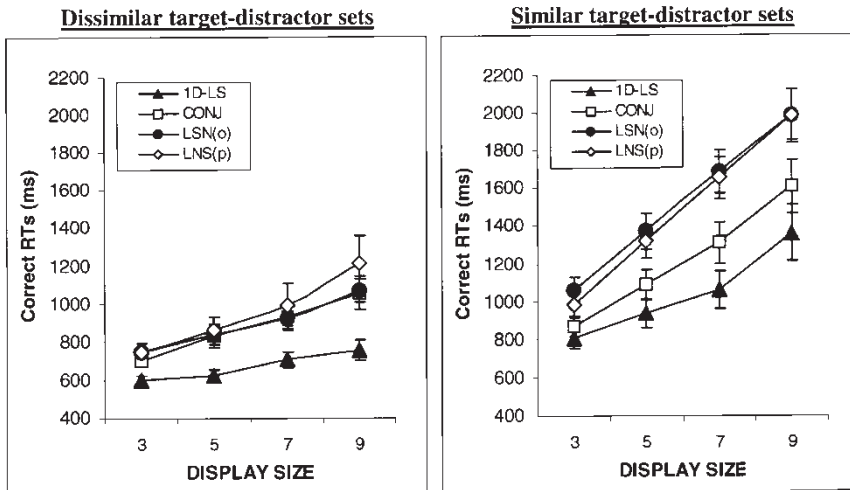 Dissimilar target-distractor sets
2200
2000
1800
1600
1400
1200
1000
800
600
400
Correct RTs (ms)
1D-LS
CONJ
LSN(o)
LNS(p)
3 5 7 9
DISPLAY SIZE
Similar target-distractor sets
2200
2000
1800
1600
1400
1200
1000
800
600
400
Correct RTs (ms)
1D-LS
CONJ
LSN(o)
LNS(p)
3 5 7 9
DISPLAY SIZE